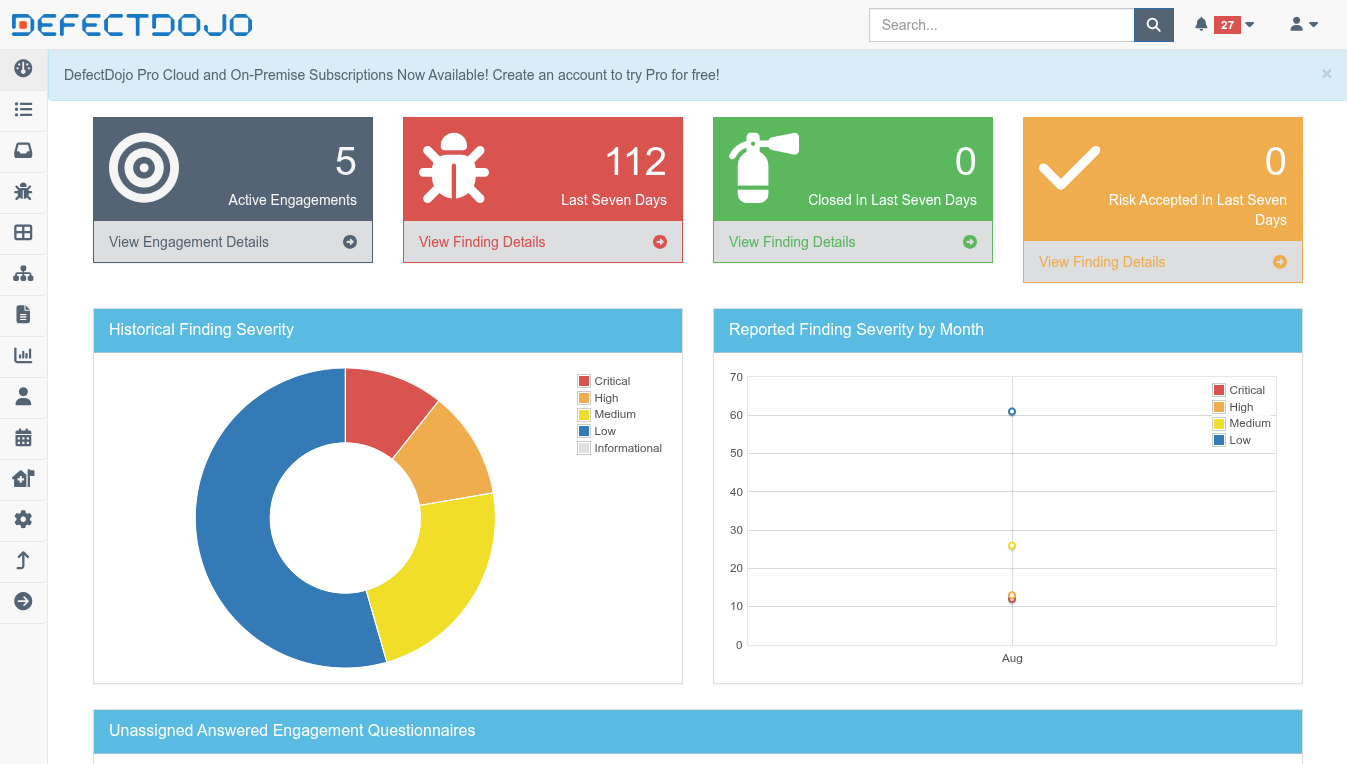 DEFECTDOJO
Search...
27
DefectDojo Pro Cloud and On-Premise Subscriptions Now Available! Create an account to try Pro for free!
×
5
Active Engagements
View Engagement Details
112
Last Seven Days
View Finding Details
0
Closed In Last Seven Days
View Finding Details
0
Risk Accepted In Last Seven
Days
View Finding Details
Historical Finding Severity
Critical
High
Medium
Low
Informational
Reported Finding Severity by Month
70
60
50
40
30
20
10
0
Aug
Critical
High
Medium
Low
Unassigned Answered Engagement Questionnaires